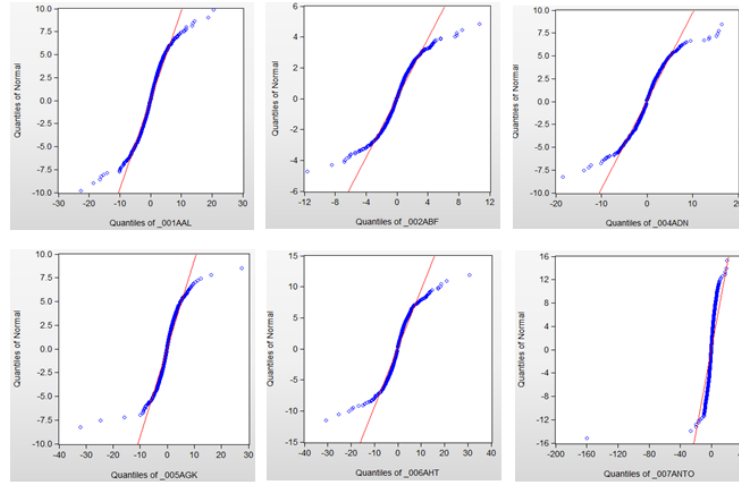 Quantiles of Normal
10.0
7.5
5.0
2.5
0.0
-2.5
-5.0
-7.5
-10.0
-30 -20 -10 0 10 20 30
Quantiles of _001AAL
Quantiles of Normal
6
4
2
0
-2
-4
-6
-12 -8 -4 0 4 8 12
Quantiles of _002ABF
Quantiles of Normal
10.0
7.5
5.0
2.5
0.0
-2.5
-5.0
-7.5
-10.0
-20 -10 0 10 20
Quantiles of _004ADN
Quantiles of Normal
10.0
7.5
5.0
2.5
0.0
-2.5
-5.0
-7.5
-10.0
-40 -30 -20 -10 0 10 20 30
Quantiles of _005AGK
Quantiles of Normal
15
10
5
0
-5
-10
-15
-40 -30 -20 -10 0 10 20 30 40
Quantiles of _006AHT
Quantiles of Normal
16
12
8
4
0
-4
-8
-12
-16
-200 -160 -120 -80 -40 0
Quantiles of _007ANTO